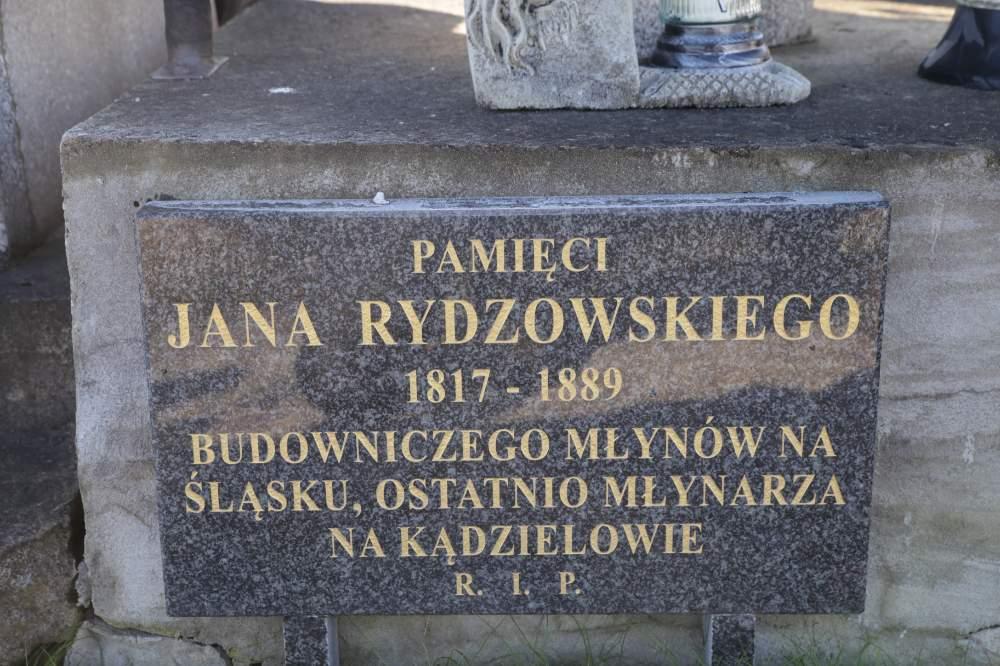 PAMIĘCI
JANA RYDZOWSKIEGO
1817 - 1889
BUDOWNICZEGO MŁYNÓW NA
ŚLĄSKU, OSTATNIO MŁYNARZA
NA KĄDZIELOWIE
R. I. P.